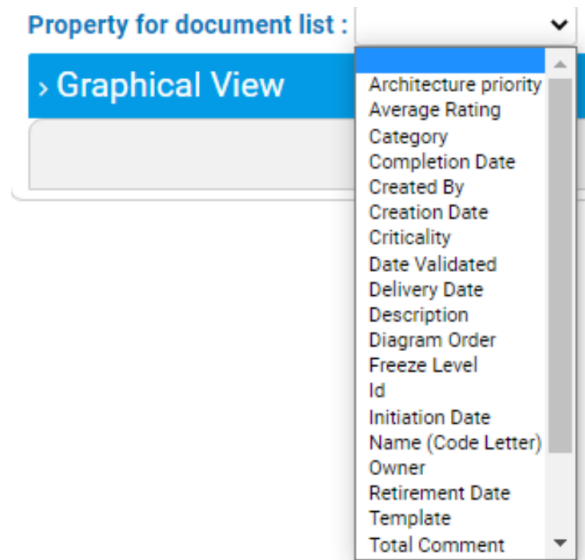 Property for document list :
› Graphical View
Architecture priority
Average Rating
Category
Completion Date
Created By
Creation Date
Criticality
Date Validated
Delivery Date
Description
Diagram Order
Freeze Level
Id
Initiation Date
Name (Code Letter)
Owner
Retirement Date
Template
Total Comment